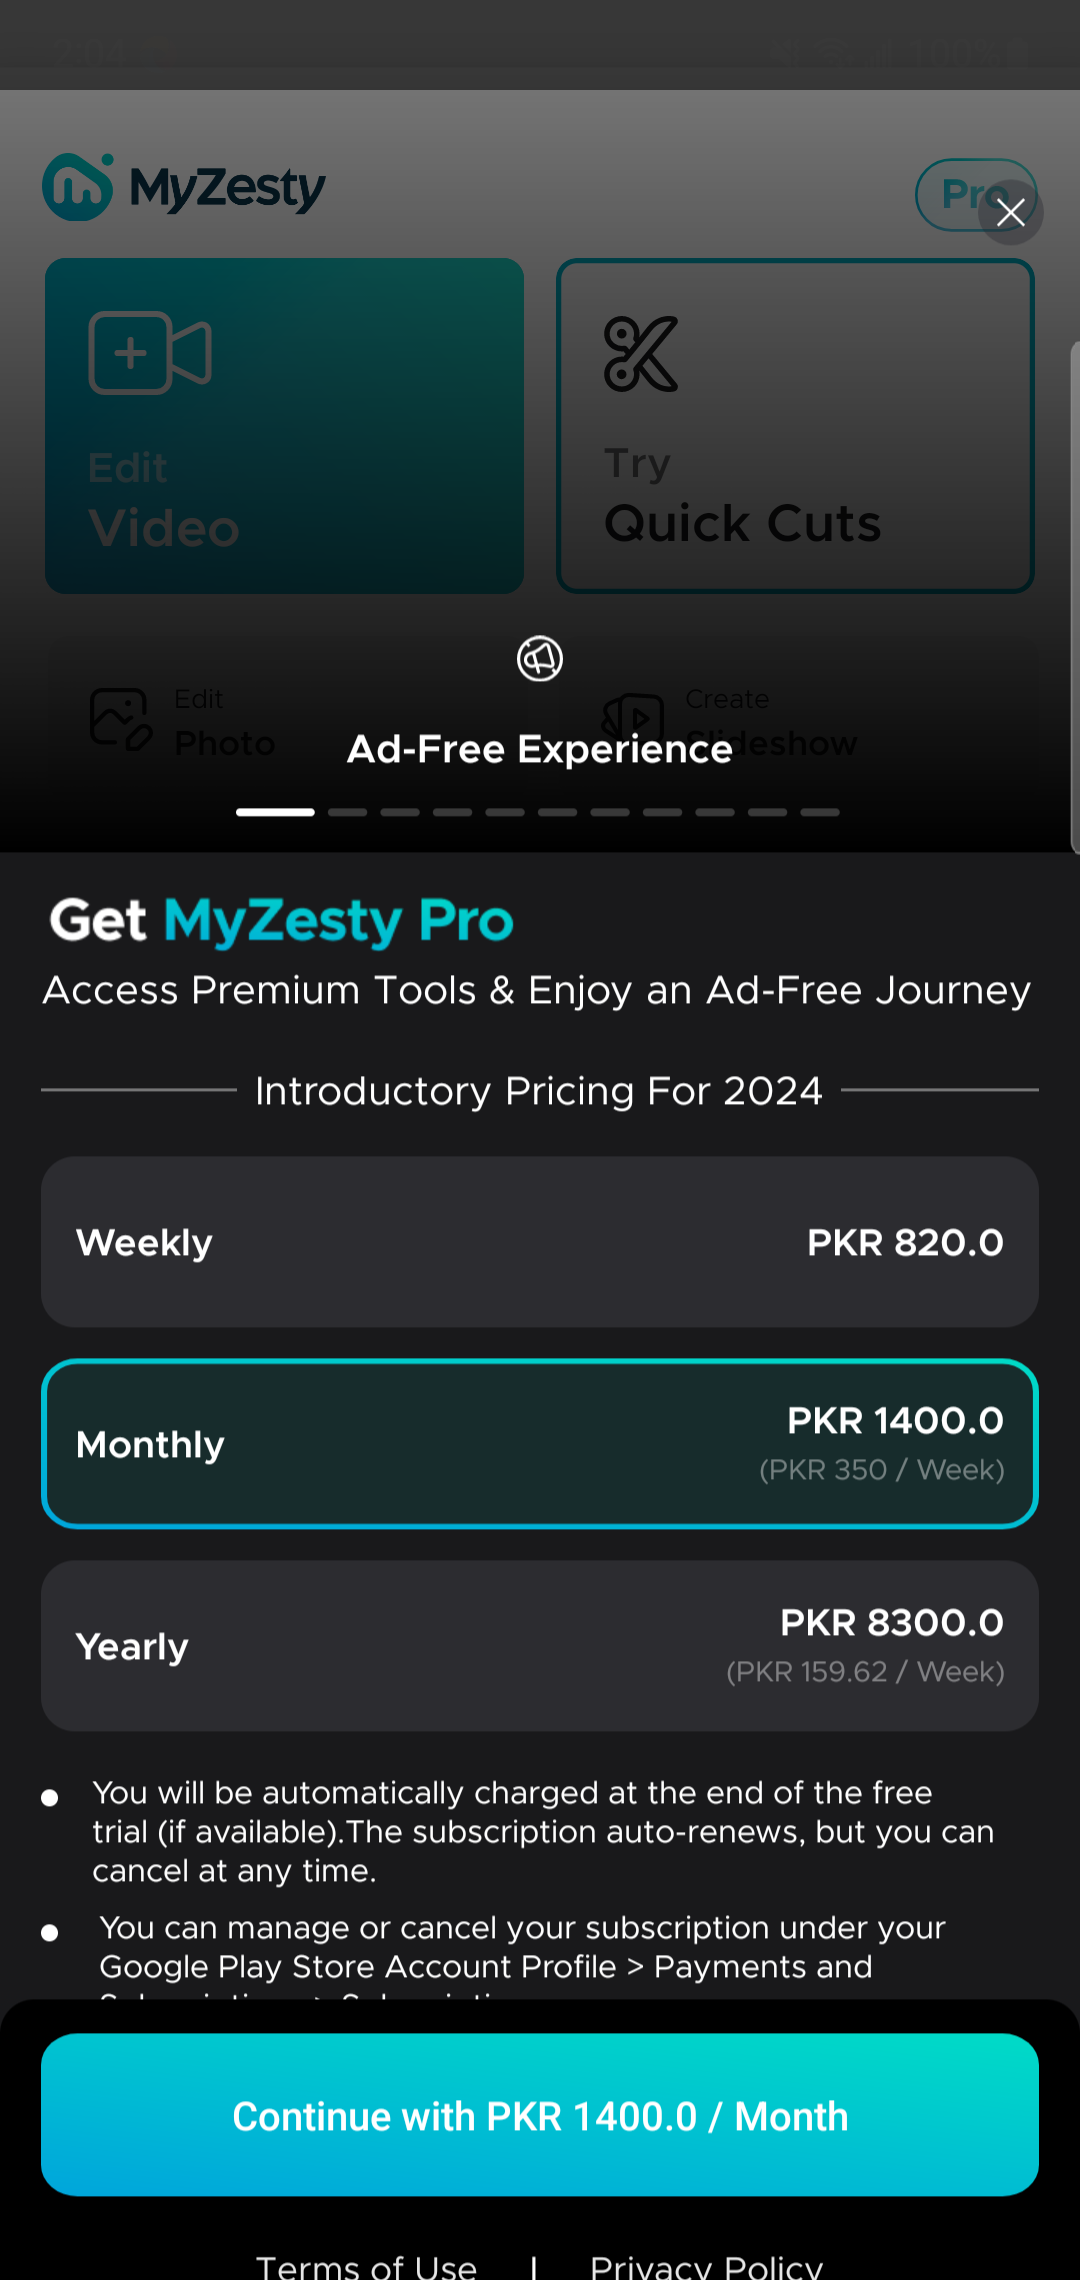 2:04
100%
MyZesty
Pro
Edit
Video
Try
Quick Cuts
Edit
Photo
Create
Slideshow
Ad-Free Experience
Get MyZesty Pro
Access Premium Tools & Enjoy an Ad-Free Journey
Introductory Pricing For 2024
Weekly
PKR 820.0
Monthly
PKR 1400.0
(PKR 350 / Week)
Yearly
PKR 8300.0
(PKR 159.62 / Week)
You will be automatically charged at the end of the free
trial (if available).The subscription auto-renews, but you can
cancel at any time.
You can manage or cancel your subscription under your
Google Play Store Account Profile > Payments and
Continue with PKR 1400.0 / Month
Terms of Use | Privacy Policy